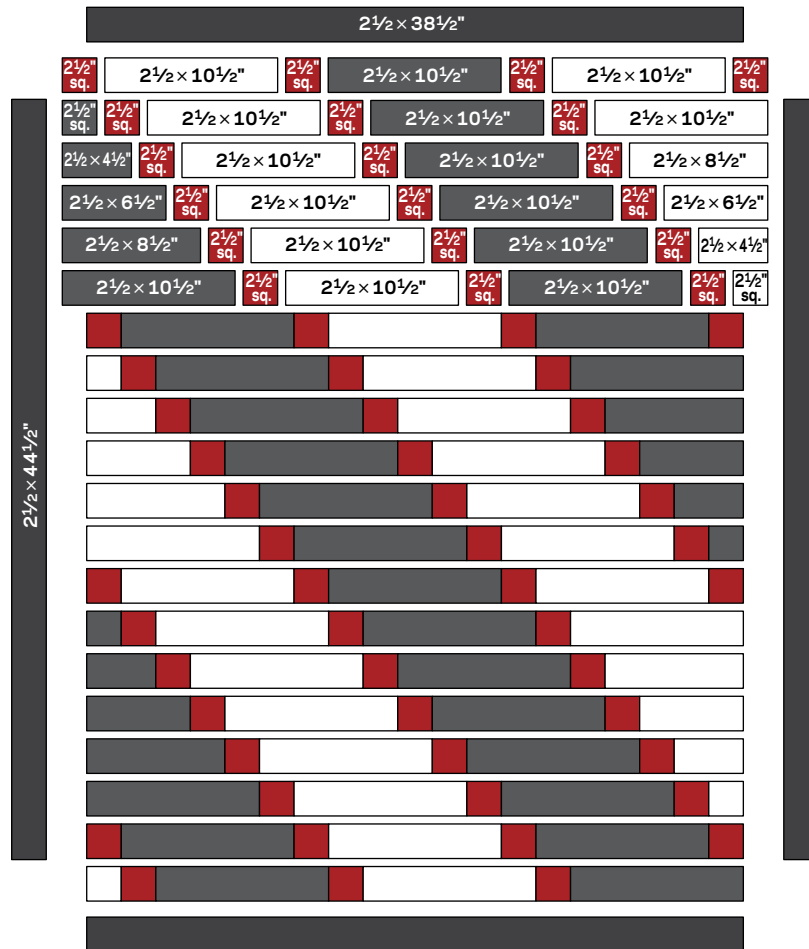 2½ × 38½"
2½" sq. 2½ × 10½" 2½" sq. 2½ × 10½" 2½" sq. 2½ × 10½" 2½" sq.
2½" sq. 2½" sq. 2½ × 10½" 2½" sq. 2½ × 10½" 2½" sq. 2½ × 10½"
2½ × 4½" 2½" sq. 2½ × 10½" 2½" sq. 2½ × 10½" 2½" sq. 2½ × 8½"
2½ × 6½" 2½" sq. 2½ × 10½" 2½" sq. 2½ × 10½" 2½" sq. 2½ × 6½"
2½ × 8½" 2½" sq. 2½ × 10½" 2½" sq. 2½ × 10½" 2½" sq. 2½ × 4½"
2½ × 10½" 2½" sq. 2½ × 10½" 2½" sq. 2½ × 10½" 2½" sq. 2½" sq.
2½ × 44½"